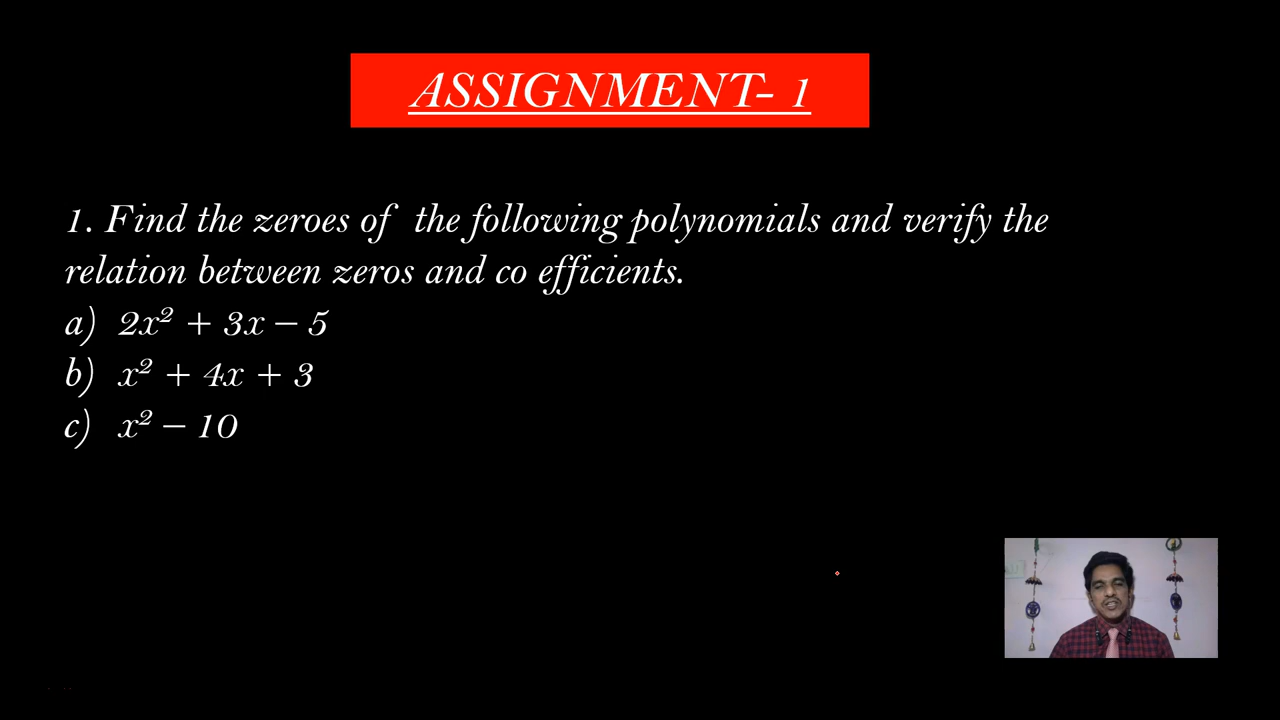 ASSIGNMENT- 1
1. Find the zeroes of the following polynomials and verify the
relation between zeros and co efficients.
a) 2x² + 3x − 5
b) x² + 4x + 3
c) x² − 10